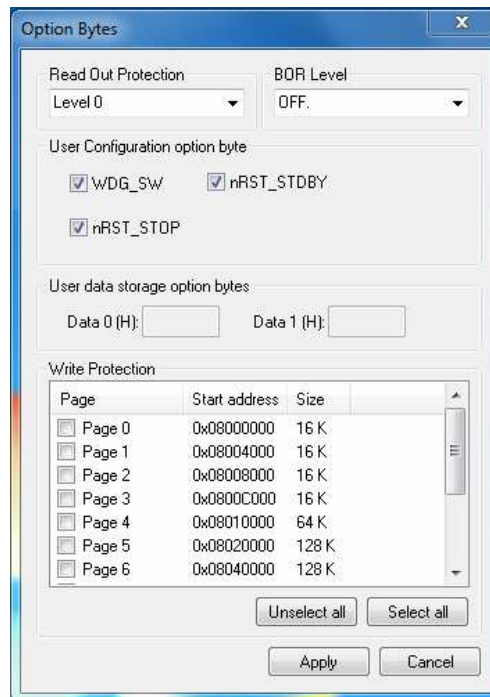 Option Bytes
x
Read Out Protection
BOR Level
Level 0
OFF.
User Configuration option byte
WDG_SW
nRST_STDBY
nRST_STOP
User data storage option bytes
Data 0 (H):
Data 1 (H):
Write Protection
Page Start address Size
Page 0 0x08000000 16 K
Page 1 0x08004000 16 K
Page 2 0x08008000 16 K
Page 3 0x0800C000 16 K
Page 4 0x08010000 64 K
Page 5 0x08020000 128 K
Page 6 0x08040000 128 K
Unselect all
Select all
Apply
Cancel